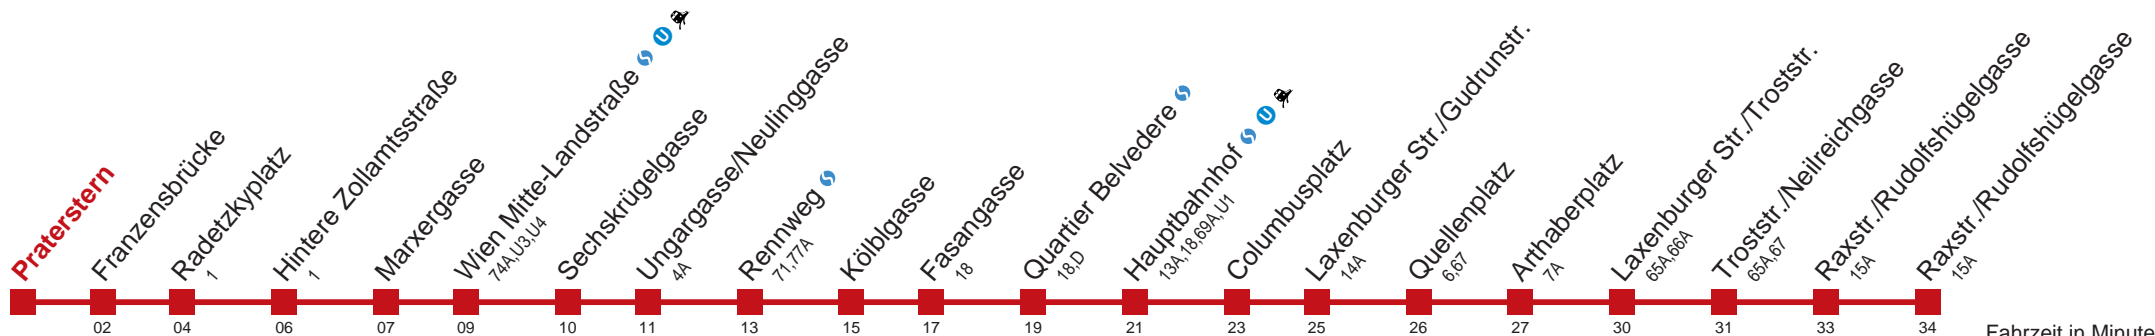 Praterstern
Franzensbrücke
02
Radetzkyplatz
1
04
Hintere Zollamtsstraße
1
06
Marxergasse
07
Wien Mitte-Landstraße S U
74A,U3,U4
09
Sechskrügelgasse
10
Ungargasse/Neulinggasse
4A
11
Rennweg S
71,77A
13
Kölblgasse
15
Fasangasse
18
17
Quartier Belvedere S
18,D
19
Hauptbahnhof S U
13A,18,69A,U1
21
Columbusplatz
23
Laxenburger Str./Gudrunstr.
14A
25
Quellenplatz
6,67
26
Arthaberplatz
7A
27
Laxenburger Str./Troststr.
65A,66A
30
Troststr./Neilreichgasse
65A,67
31
Raxstr./Rudolfshügelgasse
15A
33
Raxstr./Rudolfshügelgasse
15A
34
Fahrzeit in Minute